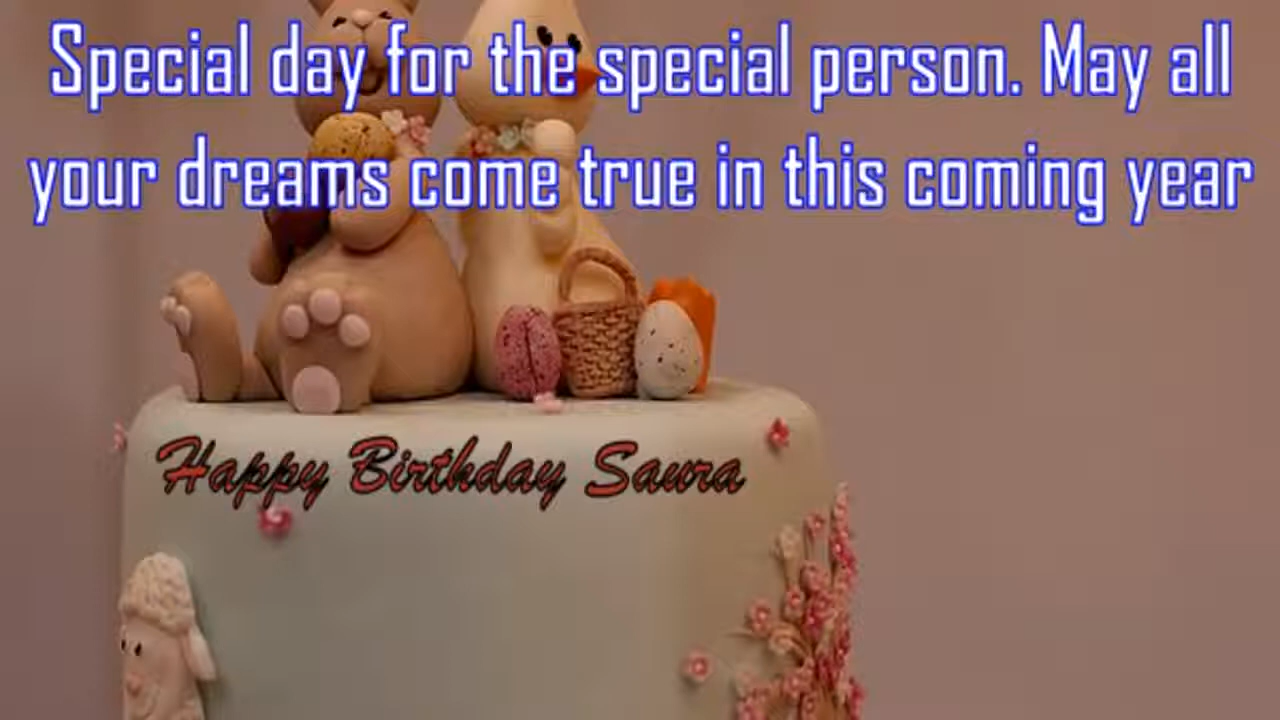 Special day for the special person. May all
your dreams come true in this coming year
Happy Birthday Saura